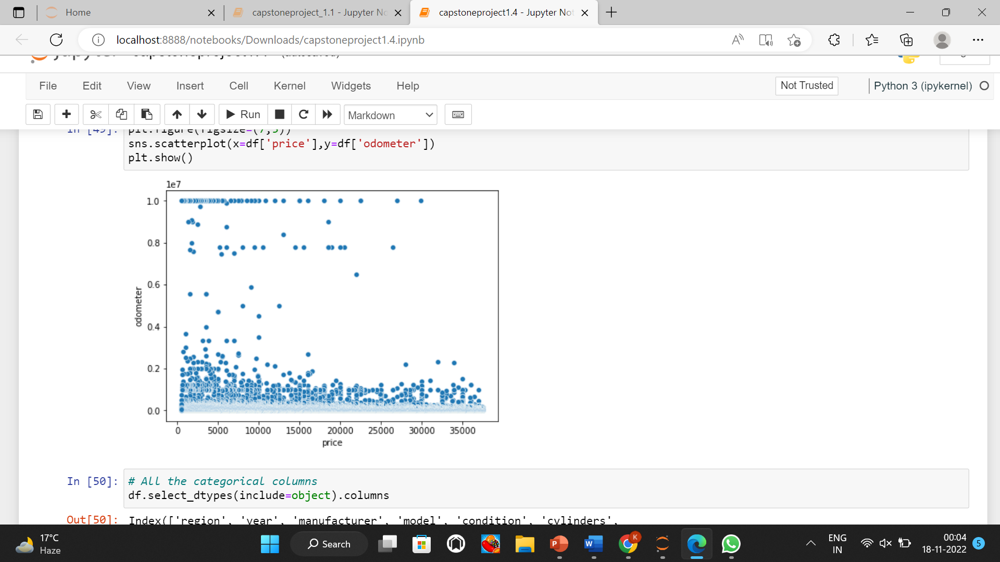 Home
capstoneproject_1.1 - Jupyter No
capstoneproject1.4 - Jupyter Not
localhost:8888/notebooks/Downloads/capstoneproject1.4.ipynb
File Edit View Insert Cell Kernel Widgets Help Not Trusted Python 3 (ipykernel)
Run Markdown
In [49]: plt.figure(figsize=(7,5))
sns.scatterplot(x=df['price'],y=df['odometer'])
plt.show()
1e7
1.0
0.8
0.6
0.4
0.2
0.0
odometer
0 5000 10000 15000 20000 25000 30000 35000
price
In [50]: # All the categorical columns
df.select_dtypes(include=object).columns
Out[50]: Index(['region', 'year', 'manufacturer', 'model', 'condition', 'cylinders',
17°C
Haze
Search
P
W
K
ENG
IN
00:04
18-11-2022
5